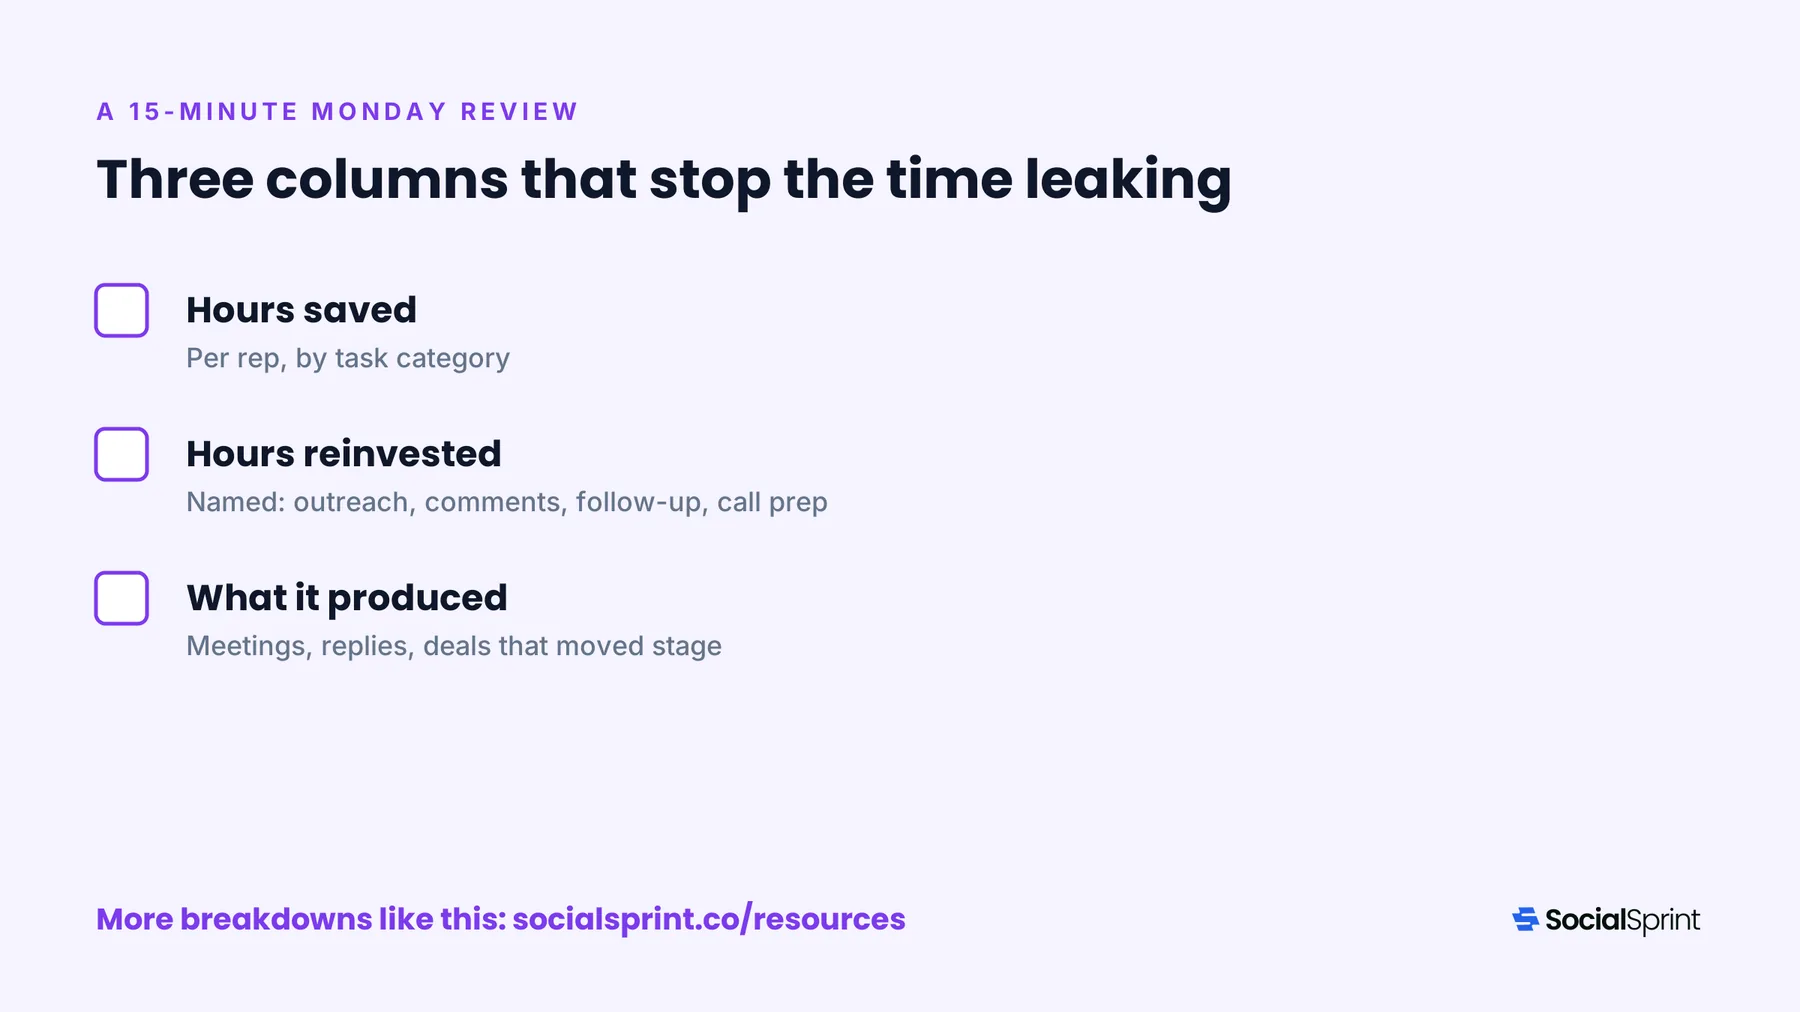 A 15-MINUTE MONDAY REVIEW
Three columns that stop the time leaking
Hours saved
Per rep, by task category
Hours reinvested
Named: outreach, comments, follow-up, call prep
What it produced
Meetings, replies, deals that moved stage
More breakdowns like this: socialsprint.co/resources
SocialSprint